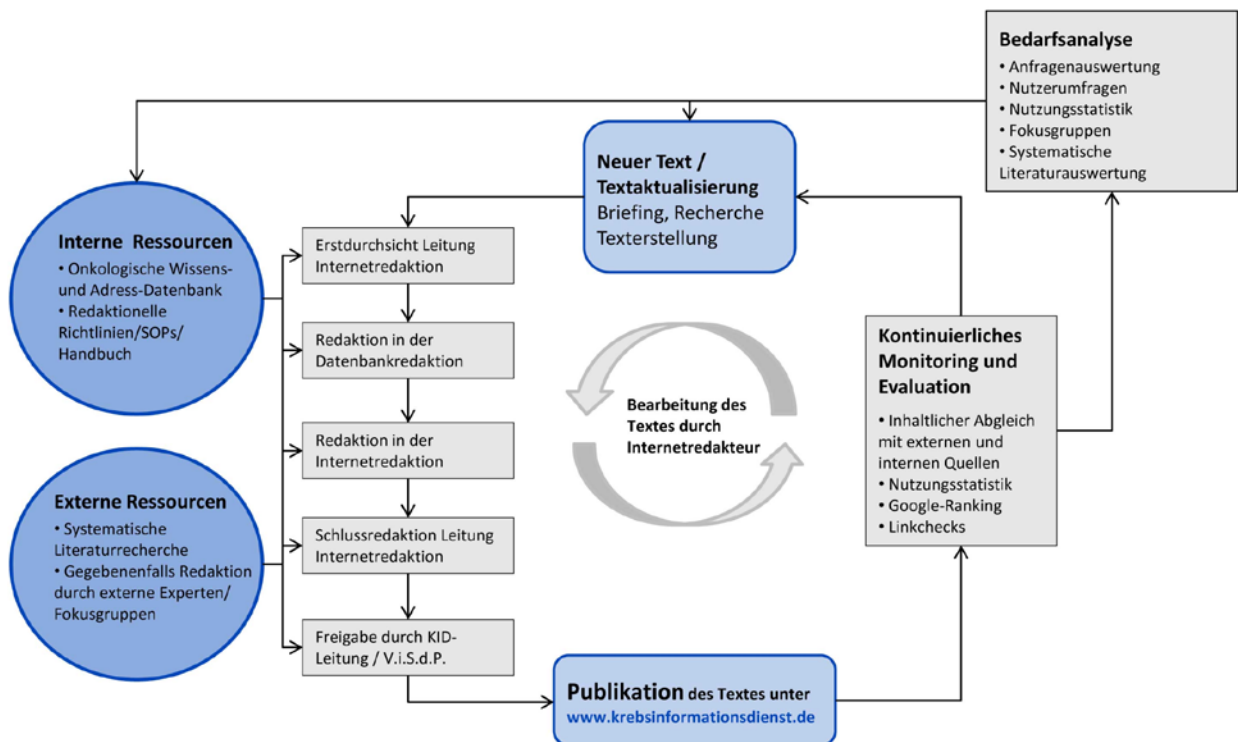 Bedarfsanalyse
• Anfragenauswertung
• Nutzerumfragen
• Nutzungsstatistik
• Fokusgruppen
• Systematische
Literaturauswertung
Neuer Text /
Textaktualisierung
Briefing, Recherche
Texterstellung
Interne Ressourcen
• Onkologische Wissens-
und Adress-Datenbank
• Redaktionelle
Richtlinien/SOPs/
Handbuch
Externe Ressourcen
• Systematische
Literaturrecherche
• Gegebenenfalls Redaktion
durch externe Experten/
Fokusgruppen
Erstdurchsicht Leitung
Internetredaktion
Redaktion in der
Datenbankredaktion
Redaktion in der
Internetredaktion
Schlussredaktion Leitung
Internetredaktion
Freigabe durch KID-
Leitung / V.i.S.d.P.
Bearbeitung des
Textes durch
Internetredakteur
Kontinuierliches
Monitoring und
Evaluation
• Inhaltlicher Abgleich
mit externen und
internen Quellen
• Nutzungsstatistik
• Google-Ranking
• Linkchecks
Publikation des Textes unter
www.krebsinformationsdienst.de